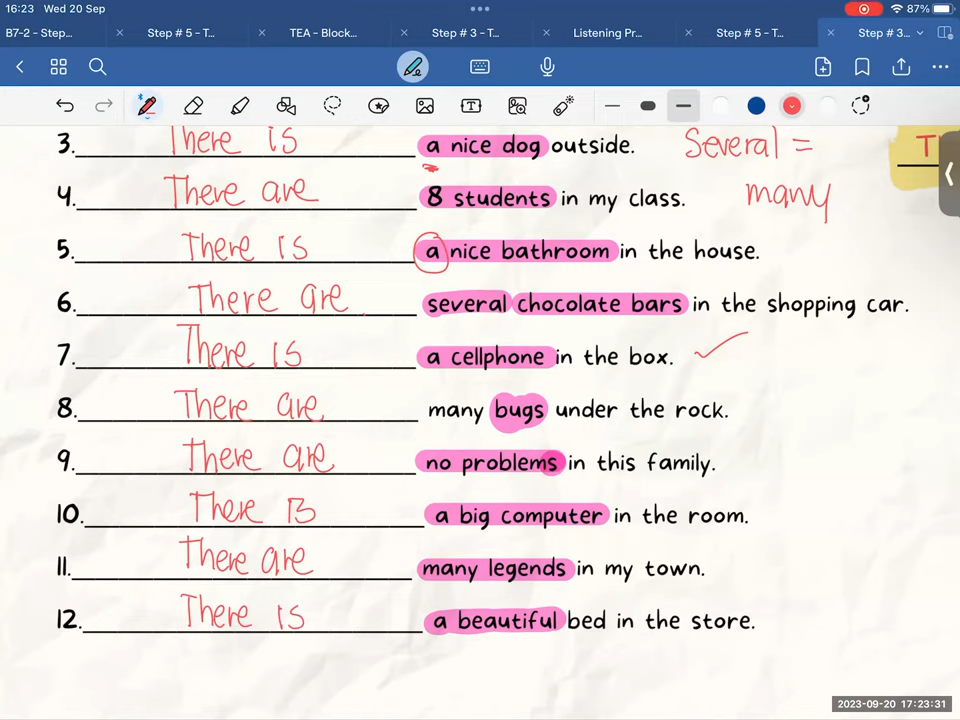 16:23 Wed 20 Sep 87%
B7-2 - Step... Step # 5 - T... TEA - Block... Step # 3 - T... Listening Pr... Step # 5 - T... Step # 3...
3. There is a nice dog outside. Several =
T
4. There are 8 students in my class. many
5. There is a nice bathroom in the house.
6. There are several chocolate bars in the shopping car.
7. There is a cellphone in the box.
8. There are many bugs under the rock.
9. There are no problems in this family.
10. There is a big computer in the room.
11. There are many legends in my town.
12. There is a beautiful bed in the store.
2023-09-20 17:23:31